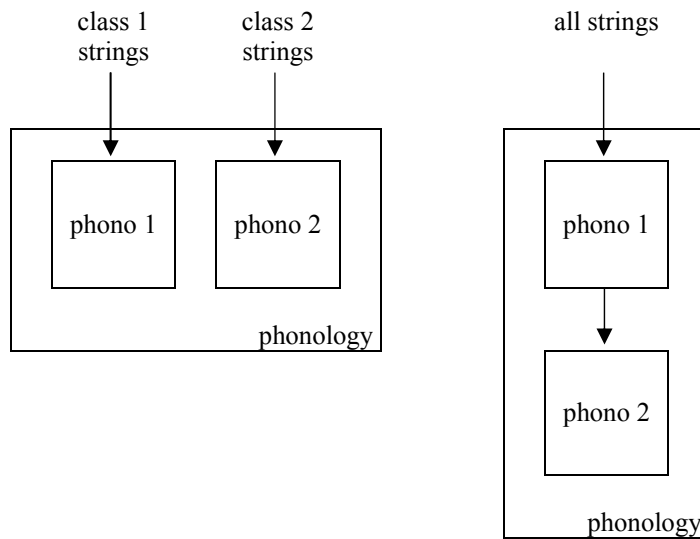 class 1
strings
class 2
strings
phono 1
phono 2
phonology
all strings
phono 1
phono 2
phonology